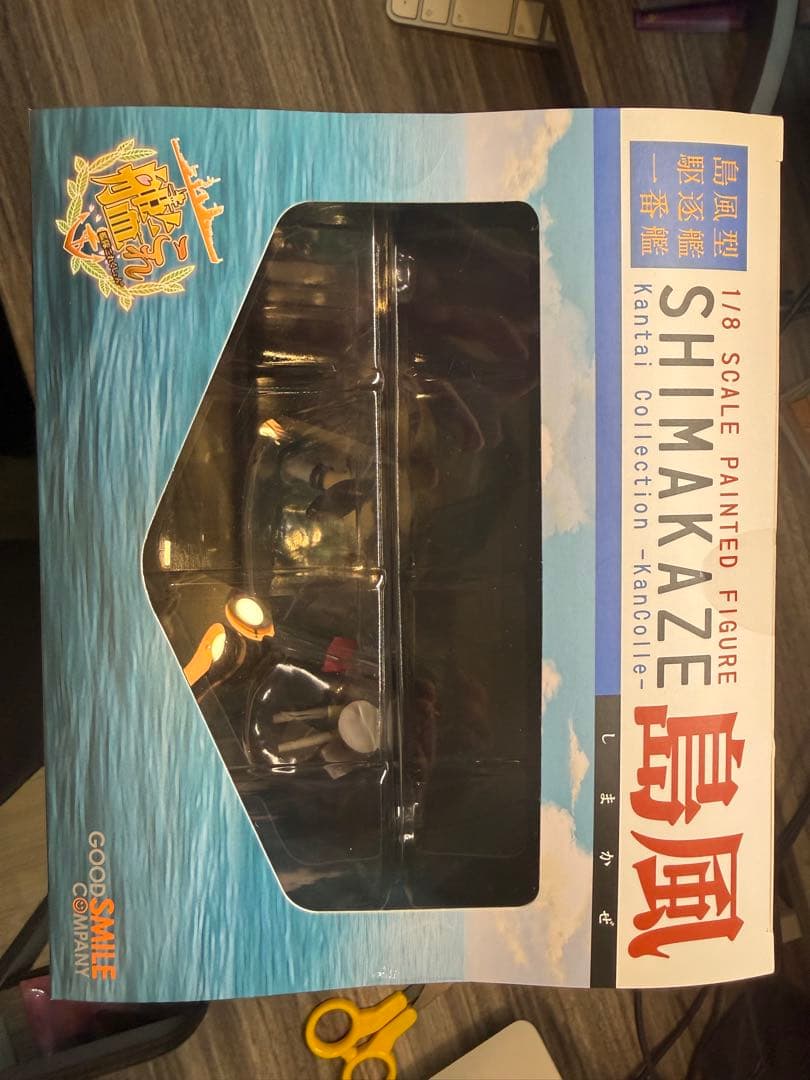 島風型
駆逐艦
一番艦
1/8 SCALE PAINTED FIGURE
SHIMAKAZE
Kantai Collection -KanColle-
島風
しまかぜ
艦これ
GOOD SMILE
COMPANY